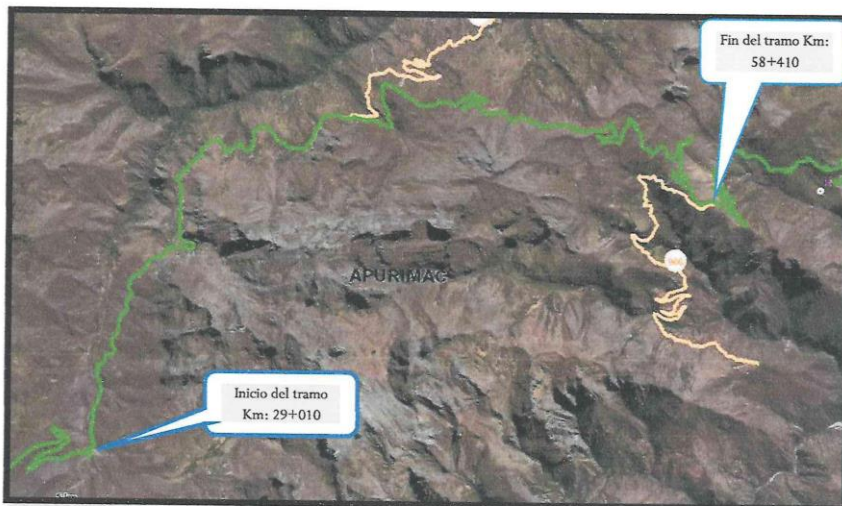 Fin del tramo Km:
58+410
APURIMAC
Inicio del tramo
Km: 29+010